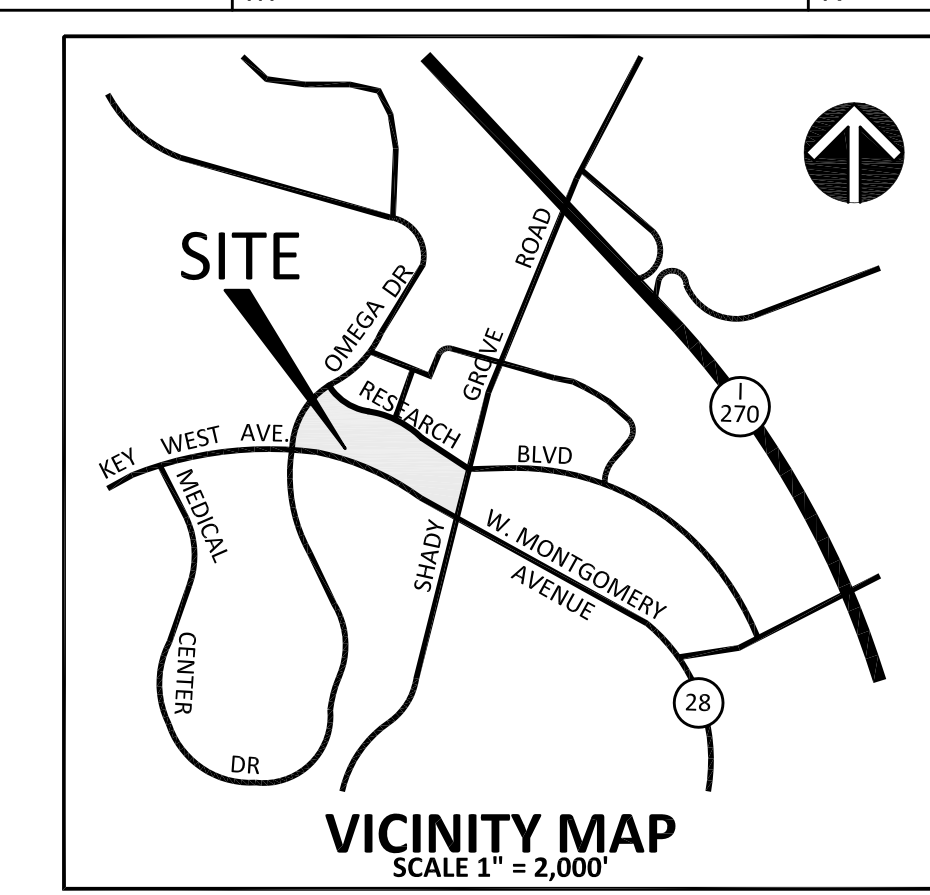 SITE
OMEGA DR
ROAD
GROVE
RESEARCH
BLVD
I
270
KEY WEST AVE.
MEDICAL
CENTER
DR
SHADY
W. MONTGOMERY
AVENUE
28
VICINITY MAP
SCALE 1" = 2,000'